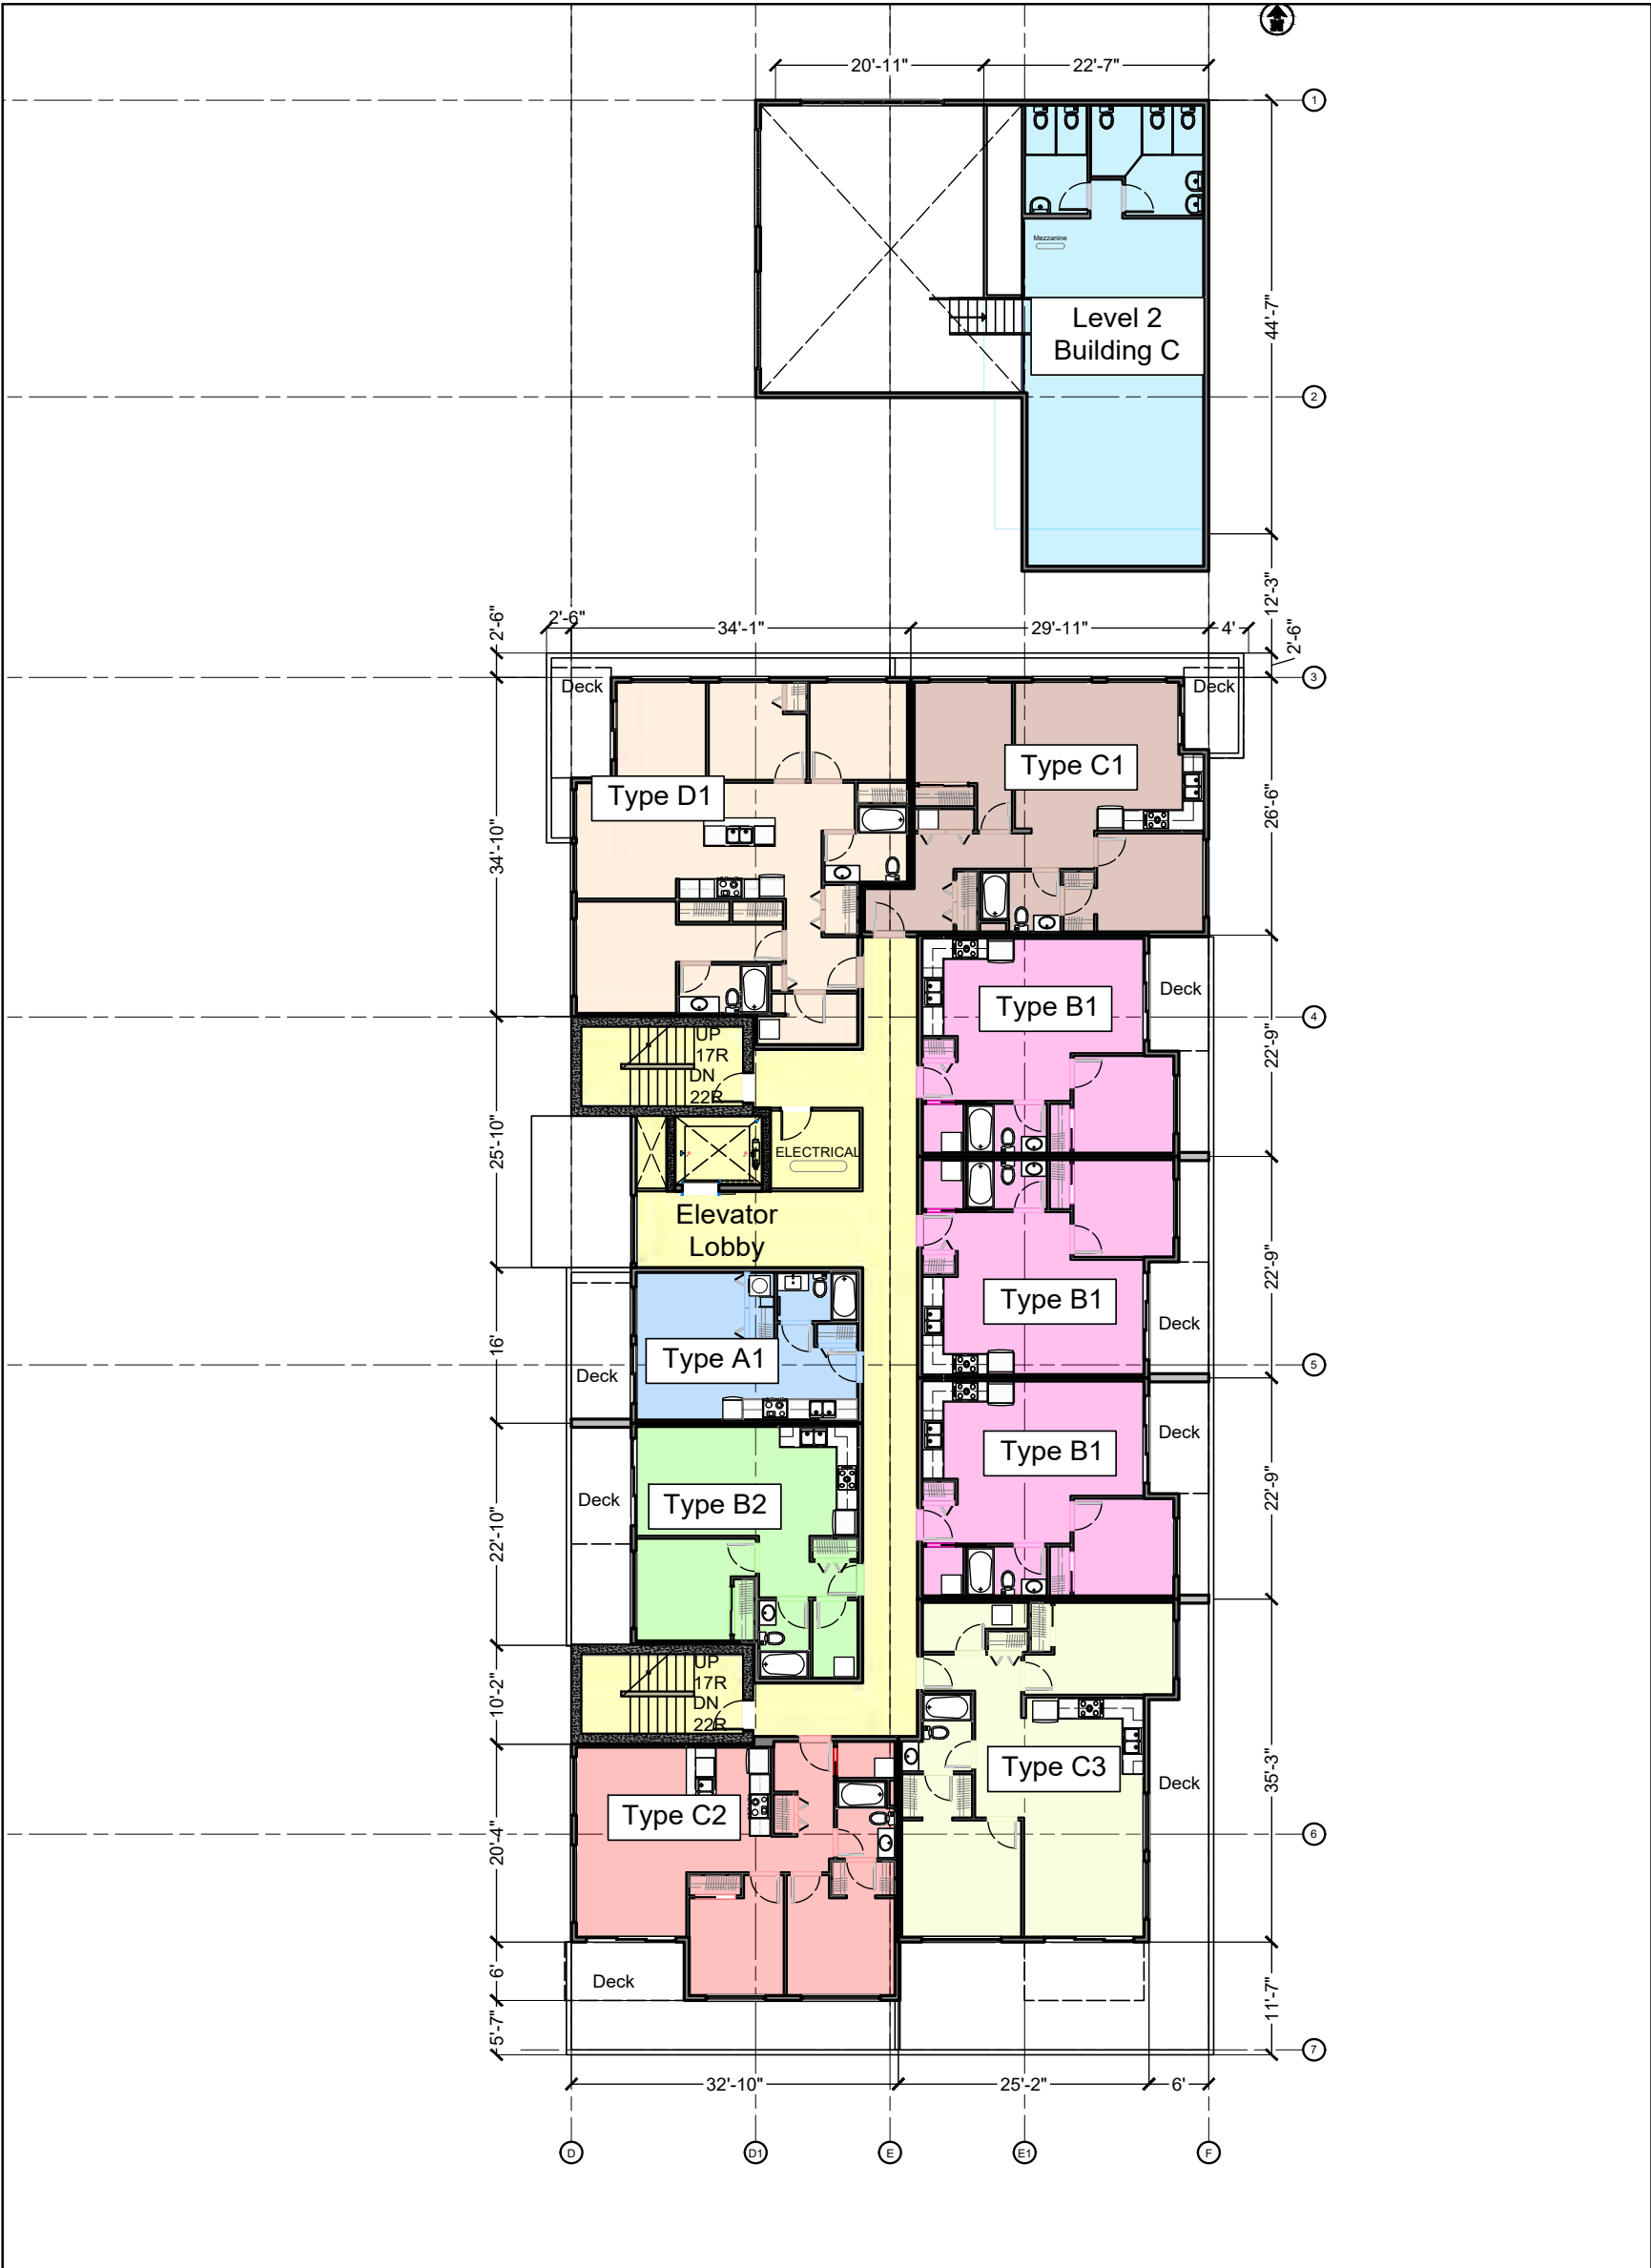 20'-11"
22'-7"
1
Mezzanine
Level 2
Building C
44'-7"
2
12'-3"
2'-6"
2'-6"
34'-1"
29'-11"
4'
2'-6"
3
Deck
Deck
Type D1
Type C1
34'-10"
26'-6"
Type B1
Deck
4
UP
17R
DN
22R
22'-9"
25'-10"
ELECTRICAL
Elevator
Lobby
22'-9"
Type B1
Deck
16'
Type A1
Deck
5
Type B1
Deck
Type B2
Deck
22'-9"
22'-10"
UP
17R
DN
22R
10'-2"
Type C3
Deck
35'-3"
Type C2
20'-4"
6
Deck
6'
5'-7"
11'-7"
7
32'-10"
25'-2"
6'
D
D1
E
E1
F